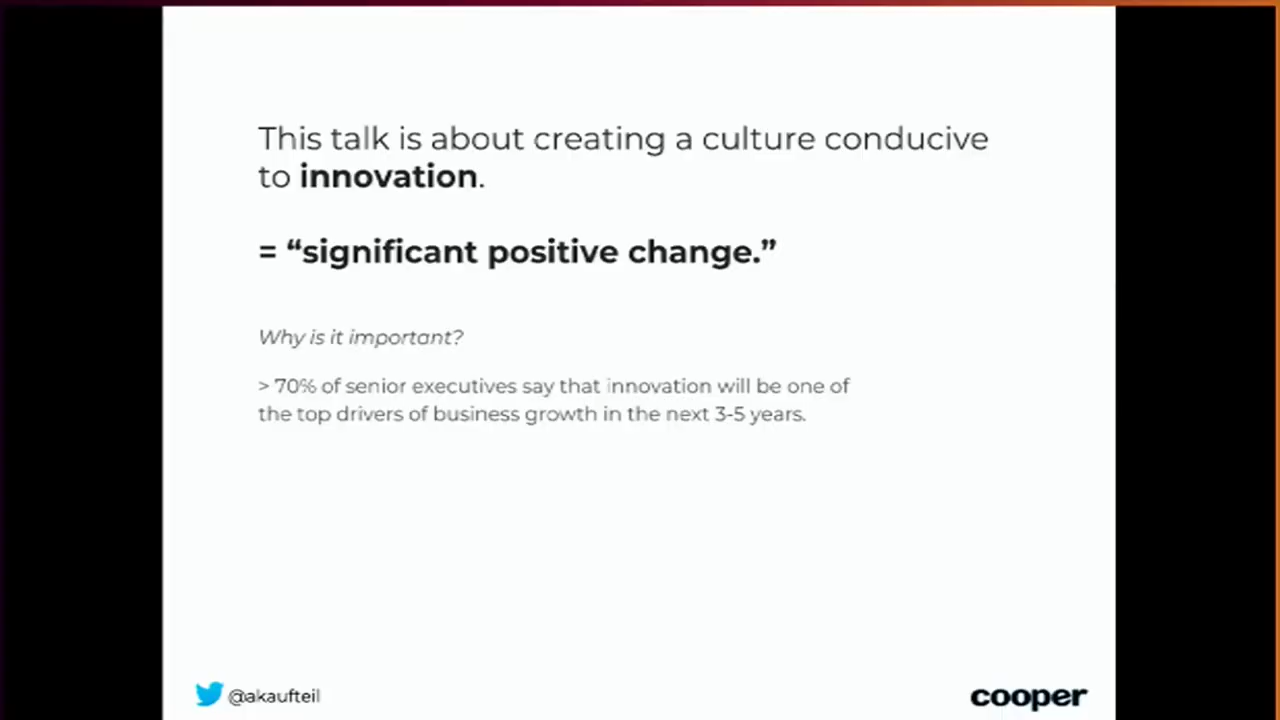 This talk is about creating a culture conducive
to innovation.
= “significant positive change.”
Why is it important?
> 70% of senior executives say that innovation will be one of
the top drivers of business growth in the next 3-5 years.
@akaufteil
cooper